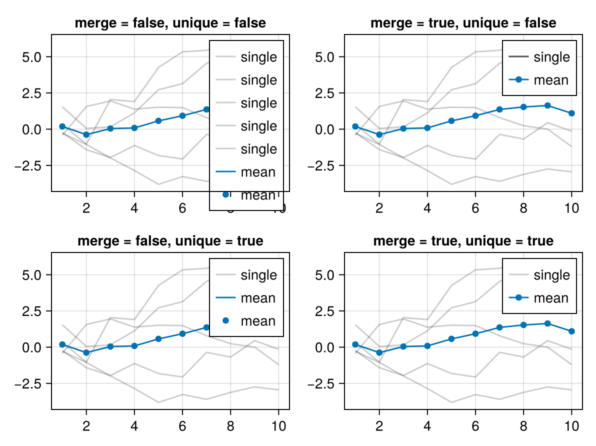 merge = false, unique = false
5.0
2.5
0.0
−2.5
2
4
6
8
10
single
single
single
single
single
mean
mean
merge = true, unique = false
5.0
2.5
0.0
−2.5
2
4
6
8
10
single
mean
merge = false, unique = true
5.0
2.5
0.0
−2.5
2
4
6
8
10
single
mean
mean
merge = true, unique = true
5.0
2.5
0.0
−2.5
2
4
6
8
10
single
mean